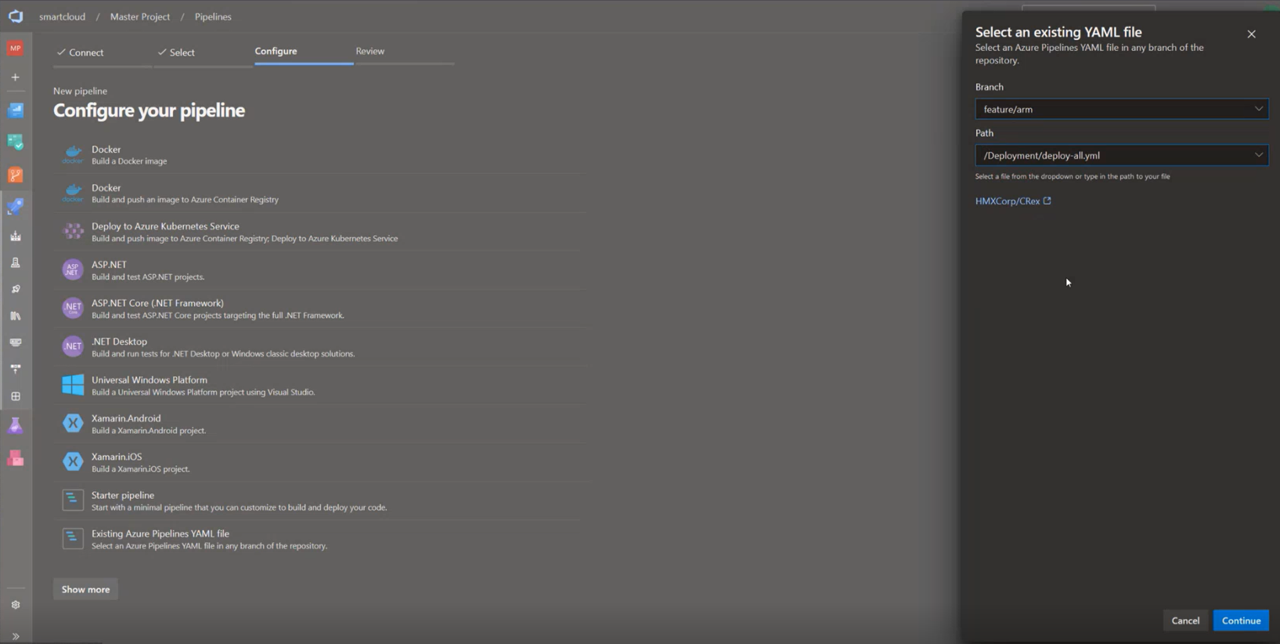 smartcloud / Master Project / Pipelines
MP
Connect
Select
Configure
Review
New pipeline
Configure your pipeline
docker
Docker
Build a Docker image
docker
Docker
Build and push an image to Azure Container Registry
Deploy to Azure Kubernetes Service
Build and push image to Azure Container Registry; Deploy to Azure Kubernetes Service
ASP.NET
ASP.NET
Build and test ASP.NET projects.
.NET
Core
ASP.NET Core (.NET Framework)
Build and test ASP.NET Core projects targeting the full .NET Framework.
.NET
.NET Desktop
Build and run tests for .NET Desktop or Windows classic desktop solutions.
Universal Windows Platform
Build a Universal Windows Platform project using Visual Studio.
Xamarin.Android
Build a Xamarin.Android project.
Xamarin.iOS
Build a Xamarin.iOS project.
Starter pipeline
Start with a minimal pipeline that you can customize to build and deploy your code.
Existing Azure Pipelines YAML file
Select an Azure Pipelines YAML file in any branch of the repository.
Show more
Select an existing YAML file
Select an Azure Pipelines YAML file in any branch of the
repository.
Branch
feature/arm
Path
/Deployment/deploy-all.yml
Select a file from the dropdown or type in the path to your file
HMXCorp/CRex
Cancel
Continue